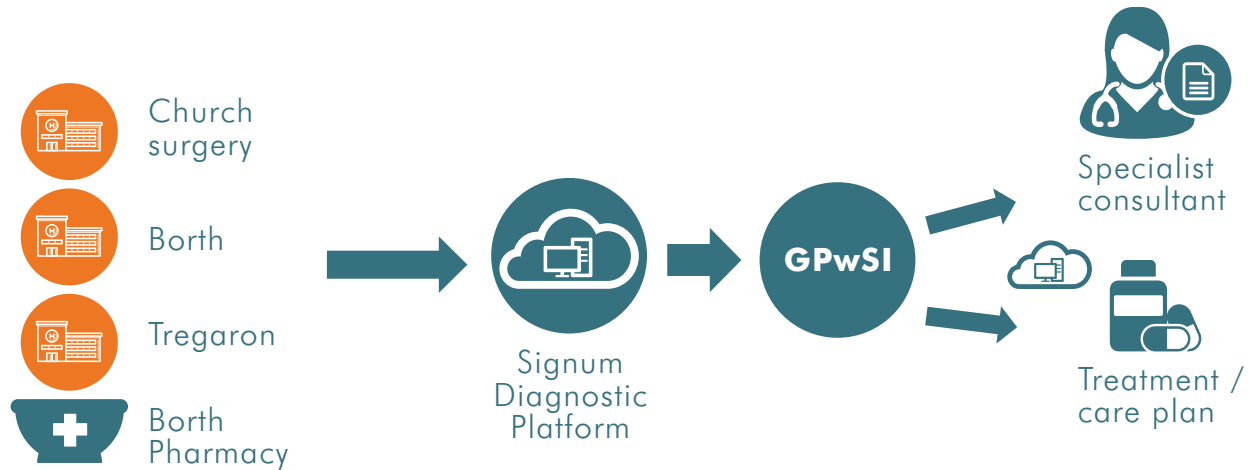 Church
surgery
Borth
Tregaron
Borth
Pharmacy
Signum
Diagnostic
Platform
GPwSI
Specialist
consultant
Treatment /
care plan